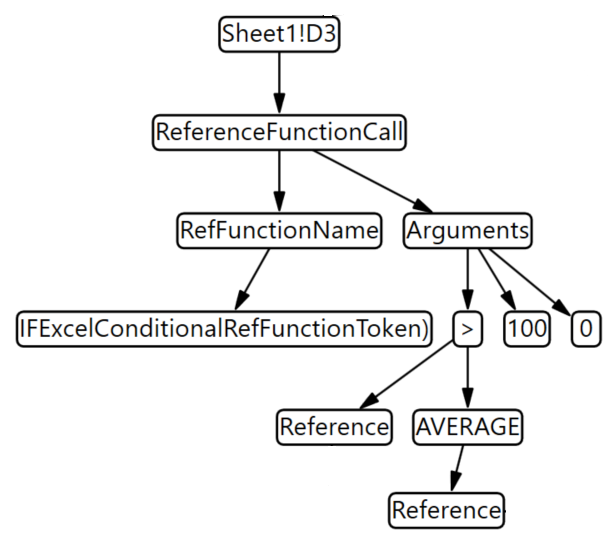 Sheet1!D3
ReferenceFunctionCall
RefFunctionName
Arguments
IFExcelConditionalRefFunctionToken)
>
100
0
Reference
AVERAGE
Reference